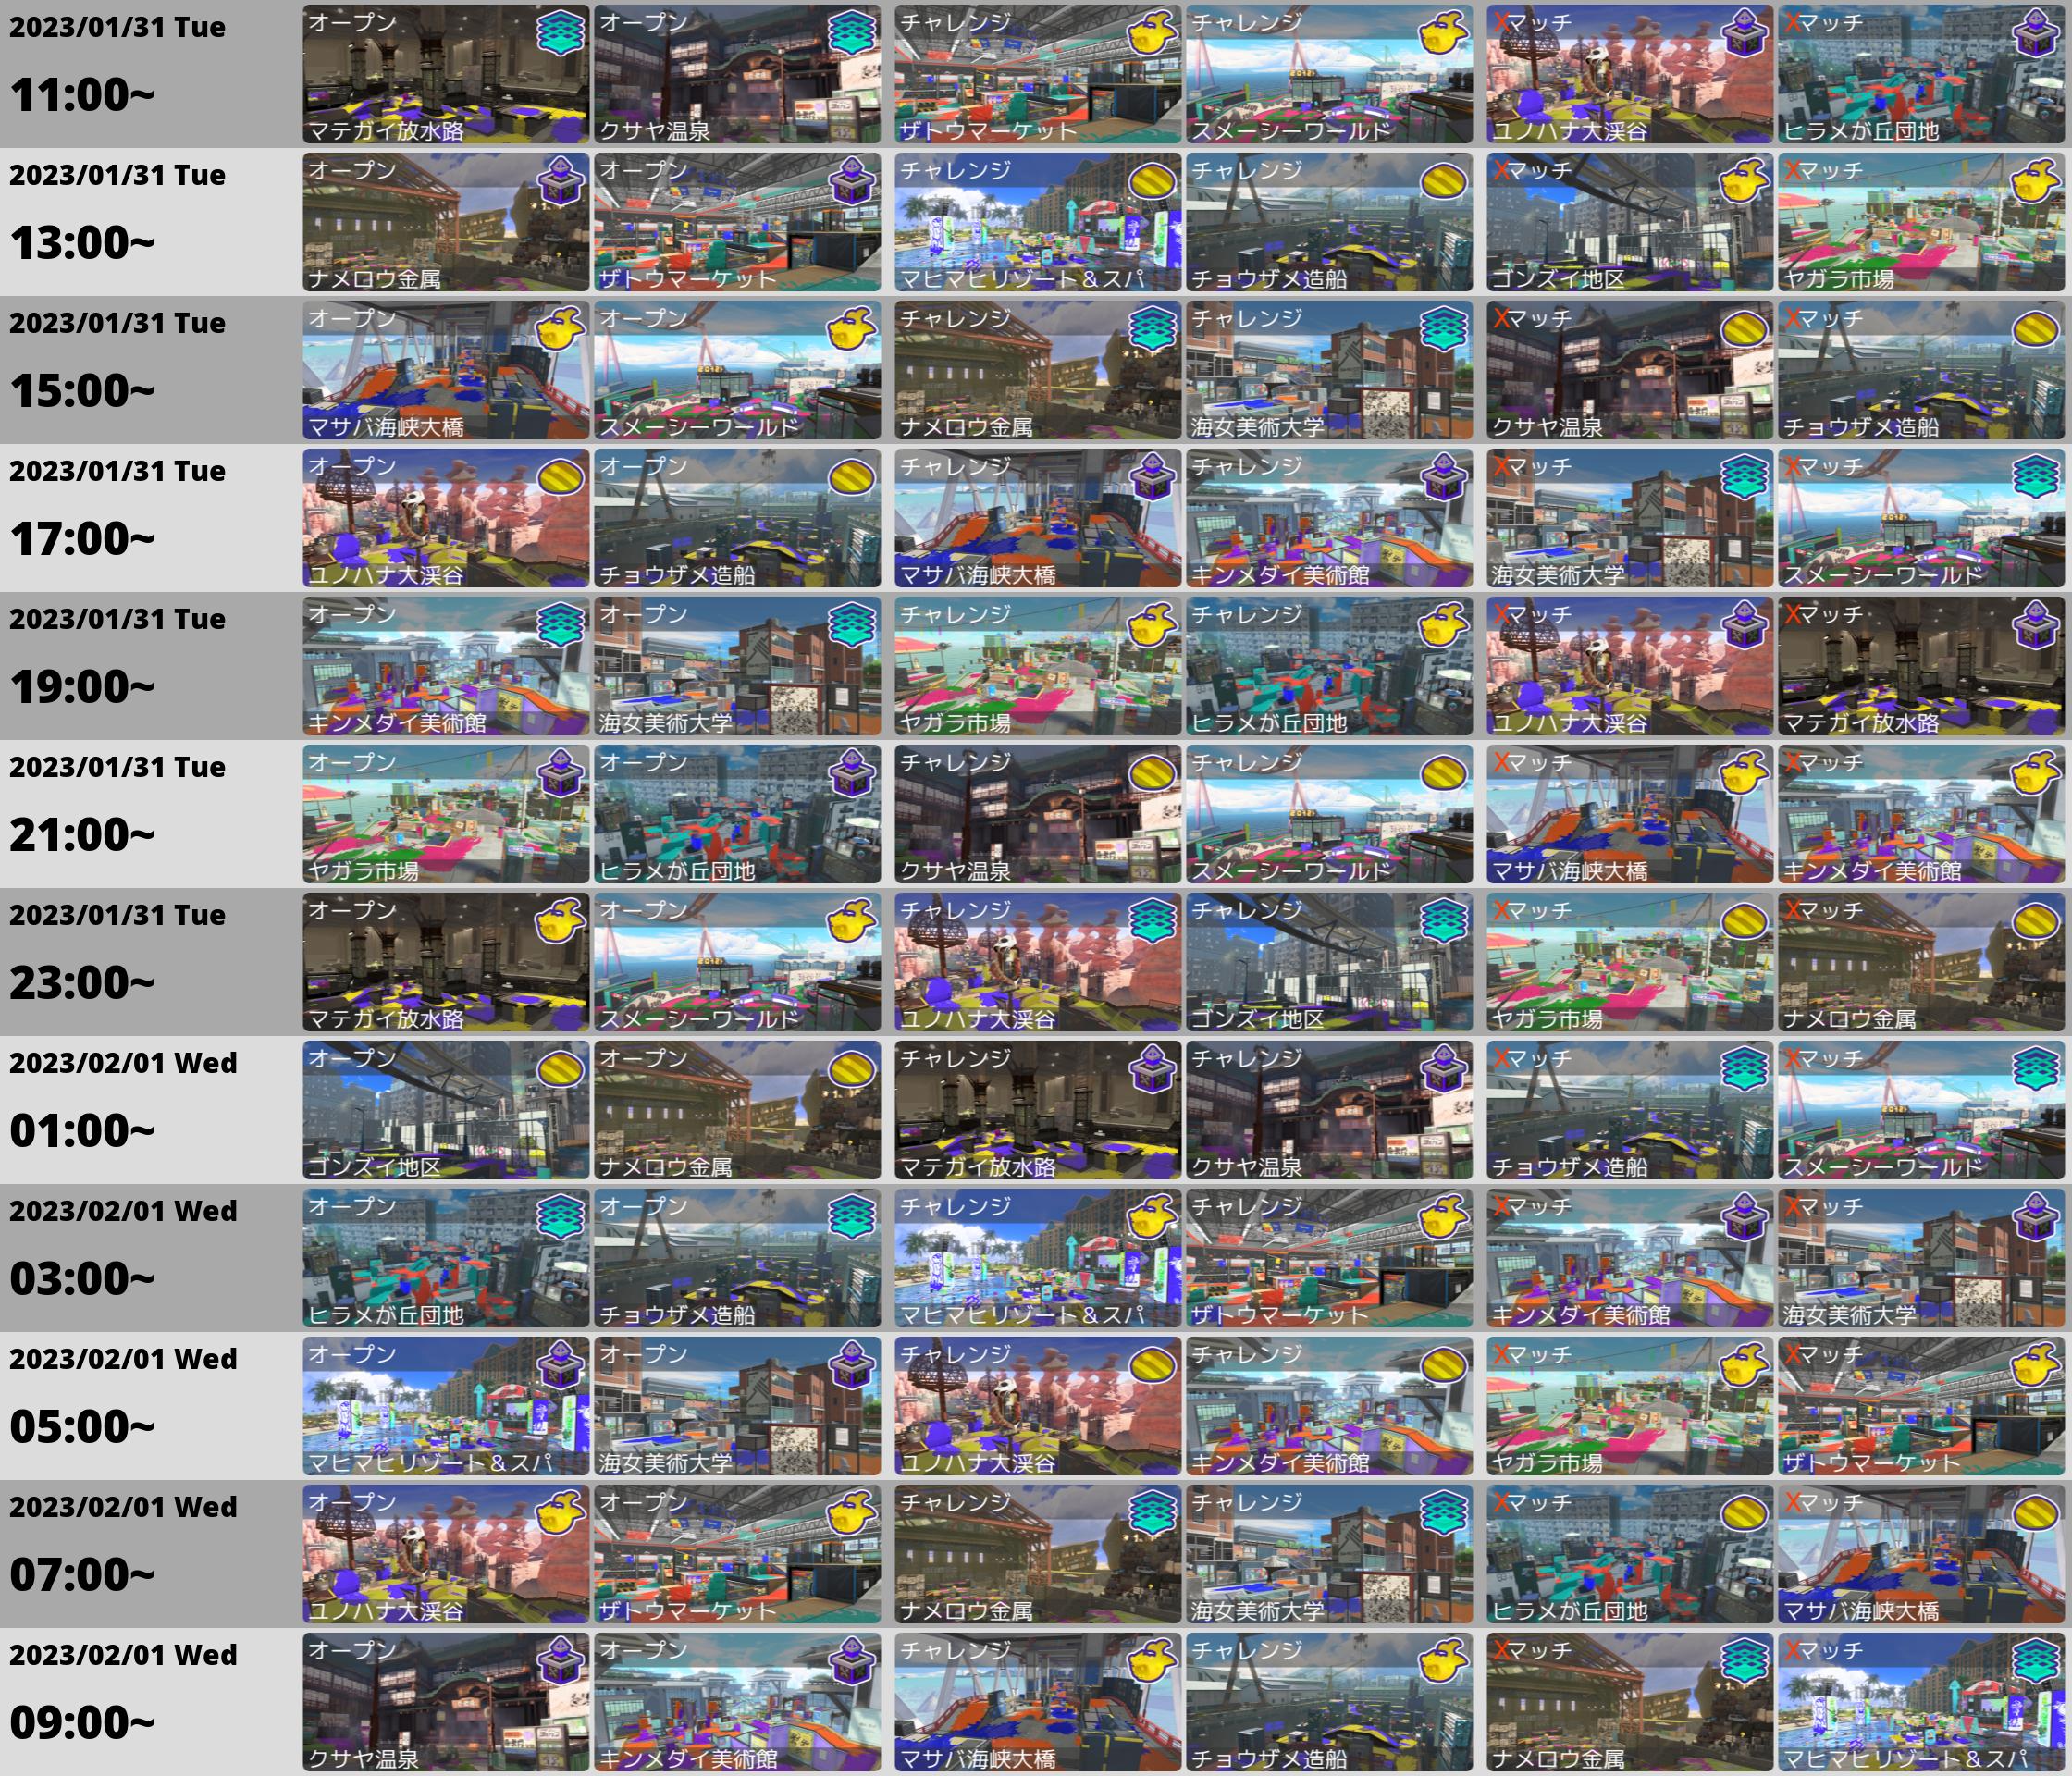 2023/01/31 Tue
11:00~
オープン オープン チャレンジ チャレンジ Xマッチ Xマッチ
マテガイ放水路 クサヤ温泉 ザトウマーケット スメーシーワールド ユノハナ大渓谷 ヒラメが丘団地
2023/01/31 Tue
13:00~
オープン オープン チャレンジ チャレンジ Xマッチ Xマッチ
ナメロウ金属 ザトウマーケット マヒマヒリゾート＆スパ チョウザメ造船 ゴンズイ地区 ヤガラ市場
2023/01/31 Tue
15:00~
オープン オープン チャレンジ チャレンジ Xマッチ Xマッチ
マサバ海峡大橋 スメーシーワールド ナメロウ金属 海女美術大学 クサヤ温泉 チョウザメ造船
2023/01/31 Tue
17:00~
オープン オープン チャレンジ チャレンジ Xマッチ Xマッチ
ユノハナ大渓谷 チョウザメ造船 マサバ海峡大橋 キンメダイ美術館 海女美術大学 スメーシーワールド
2023/01/31 Tue
19:00~
オープン オープン チャレンジ チャレンジ Xマッチ Xマッチ
キンメダイ美術館 海女美術大学 ヤガラ市場 ヒラメが丘団地 ユノハナ大渓谷 マテガイ放水路
2023/01/31 Tue
21:00~
オープン オープン チャレンジ チャレンジ Xマッチ Xマッチ
ヤガラ市場 ヒラメが丘団地 クサヤ温泉 スメーシーワールド マサバ海峡大橋 キンメダイ美術館
2023/01/31 Tue
23:00~
オープン オープン チャレンジ チャレンジ Xマッチ Xマッチ
マテガイ放水路 スメーシーワールド ユノハナ大渓谷 ゴンズイ地区 ヤガラ市場 ナメロウ金属
2023/02/01 Wed
01:00~
オープン オープン チャレンジ チャレンジ Xマッチ Xマッチ
ゴンズイ地区 ナメロウ金属 マテガイ放水路 クサヤ温泉 チョウザメ造船 スメーシーワールド
2023/02/01 Wed
03:00~
オープン オープン チャレンジ チャレンジ Xマッチ Xマッチ
ヒラメが丘団地 チョウザメ造船 マヒマヒリゾート＆スパ ザトウマーケット キンメダイ美術館 海女美術大学
2023/02/01 Wed
05:00~
オープン オープン チャレンジ チャレンジ Xマッチ Xマッチ
マヒマヒリゾート＆スパ 海女美術大学 ユノハナ大渓谷 キンメダイ美術館 ヤガラ市場 ザトウマーケット
2023/02/01 Wed
07:00~
オープン オープン チャレンジ チャレンジ Xマッチ Xマッチ
ユノハナ大渓谷 ザトウマーケット ナメロウ金属 海女美術大学 ヒラメが丘団地 マサバ海峡大橋
2023/02/01 Wed
09:00~
オープン オープン チャレンジ チャレンジ Xマッチ Xマッチ
クサヤ温泉 キンメダイ美術館 マサバ海峡大橋 チョウザメ造船 ナメロウ金属 マヒマヒリゾート＆スパ